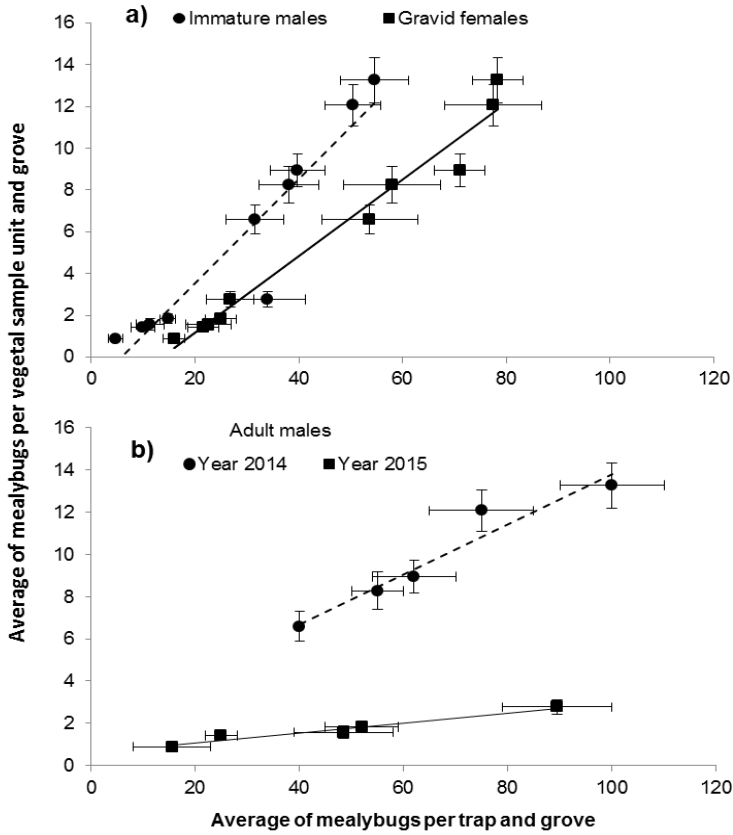 a) Immature males Gravid females
16
14
12
10
8
6
4
2
0
0 20 40 60 80 100 120
Average of mealybugs per vegetal sample unit and grove
b) Adult males
Year 2014 Year 2015
16
14
12
10
8
6
4
2
0
0 20 40 60 80 100 120
Average of mealybugs per trap and grove